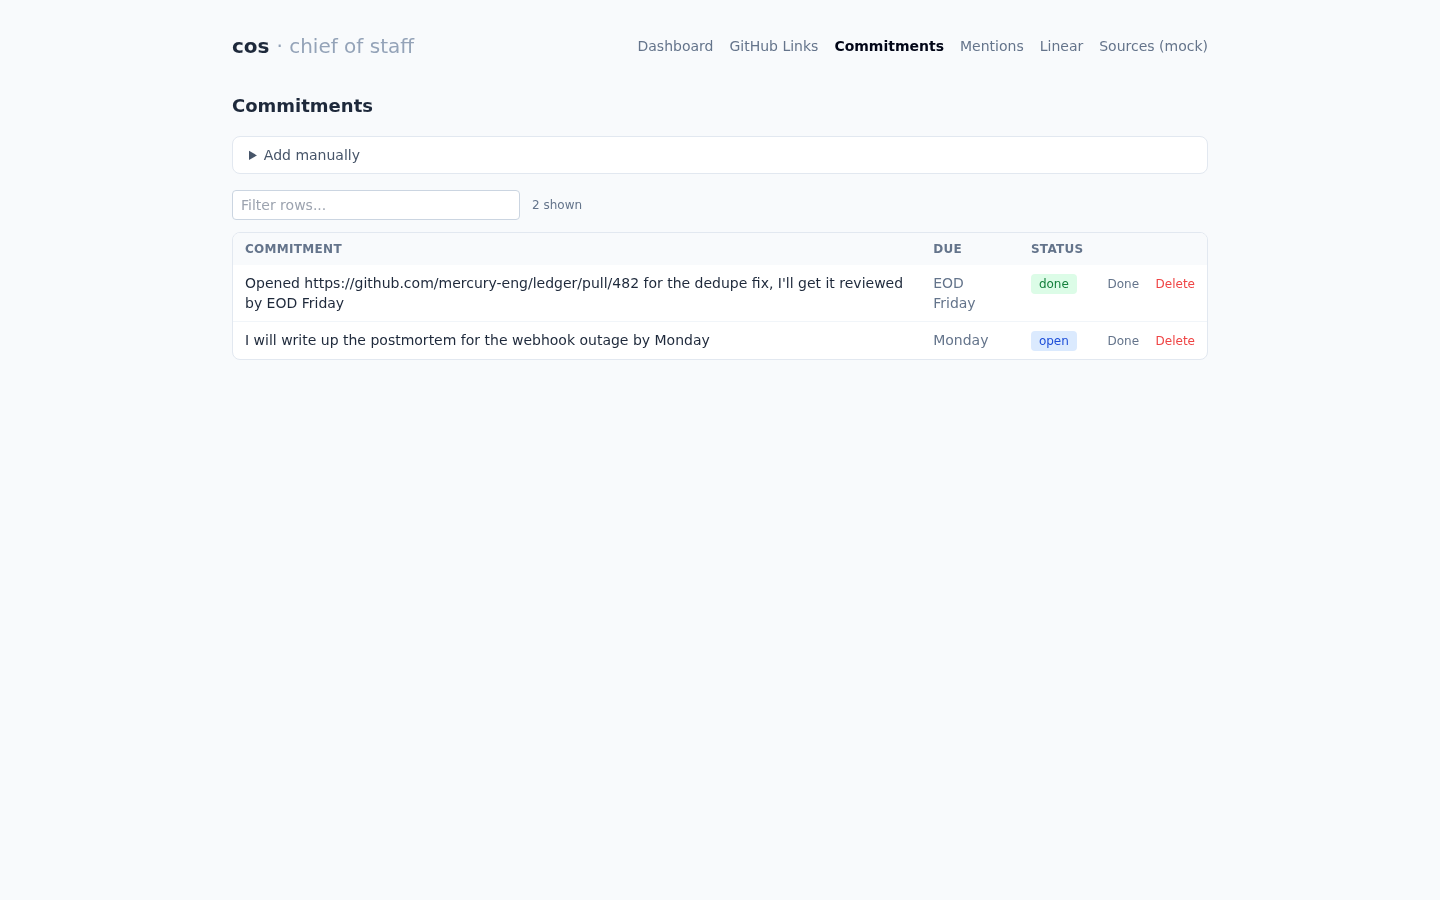 cos · chief of staff
Dashboard GitHub Links Commitments Mentions Linear Sources (mock)
Commitments
Add manually
Filter rows...
2 shown
COMMITMENT DUE STATUS
Opened https://github.com/mercury-eng/ledger/pull/482 for the dedupe fix, I'll get it reviewed
by EOD Friday
EOD
Friday
done Done Delete
I will write up the postmortem for the webhook outage by Monday
Monday
open Done Delete